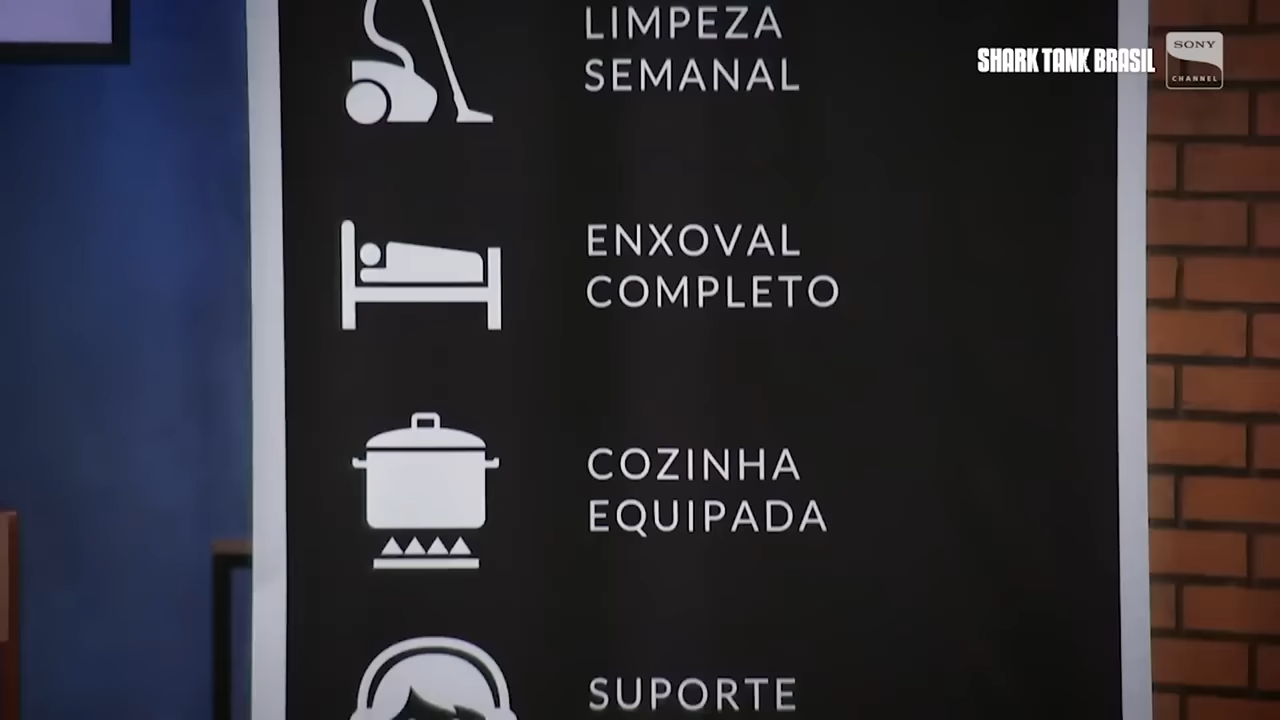 LIMPEZA
SEMANAL
SHARK TANK BRASIL
SONY
CHANNEL
ENXOVAL
COMPLETO
COZINHA
EQUIPADA
SUPORTE